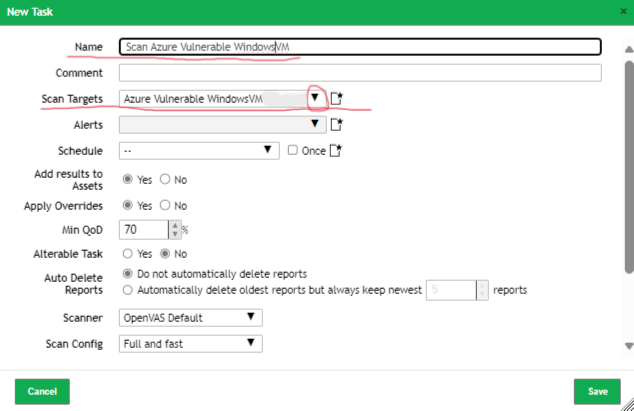 New Task
×
Name Scan Azure Vulnerable WindowsVM
Comment
Scan Targets Azure Vulnerable WindowsVM
Alerts
Schedule -- Once
Add results to Assets Yes No
Apply Overrides Yes No
Min QoD 70 %
Alterable Task Yes No
Auto Delete Reports Do not automatically delete reports
Automatically delete oldest reports but always keep newest 5 reports
Scanner OpenVAS Default
Scan Config Full and fast
Cancel Save